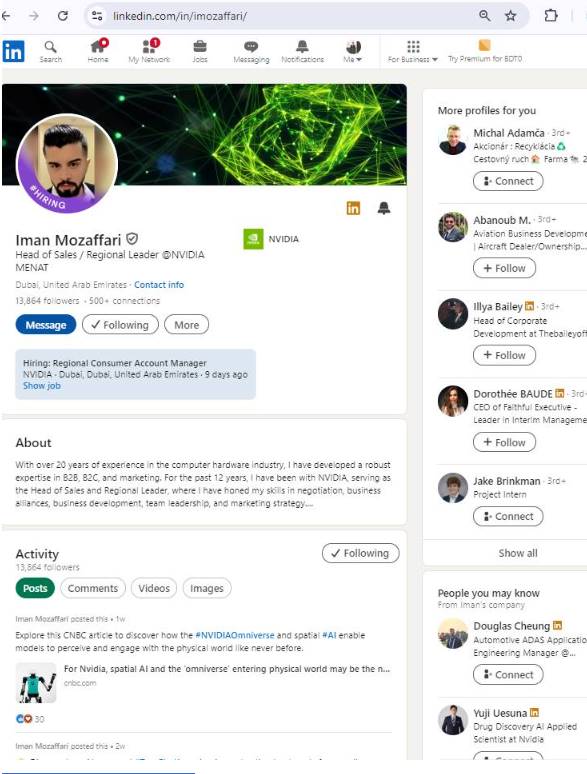 linkedin.com/in/imozaffari/
in
Search
Home
1
My Network
Jobs
Messaging
Notifications
Me
For Business
Try Premium for BDT0
#HIRING
in
Iman Mozaffari
NVIDIA
Head of Sales / Regional Leader @NVIDIA
MENAT
Dubai, United Arab Emirates · Contact info
13,864 followers · 500+ connections
Message
Following
More
Hiring: Regional Consumer Account Manager
NVIDIA · Dubai, Dubai, United Arab Emirates · 9 days ago
Show job
About
With over 20 years of experience in the computer hardware industry, I have developed a robust
expertise in B2B, B2C, and marketing. For the past 12 years, I have been with NVIDIA, serving as
the Head of Sales and Regional Leader, where I have honed my skills in negotiation, business
alliances, business development, team leadership, and marketing strategy....
Activity
13,864 followers
Following
Posts
Comments
Videos
Images
Iman Mozaffari posted this • 1w
Explore this CNBC article to discover how the #NVIDIAOmniverse and spatial #AI enable
models to perceive and engage with the physical world like never before.
For Nvidia, spatial AI and the 'omniverse' entering physical world may be the n...
cnbc.com
30
Iman Mozaffari posted this • 2w
More profiles for you
Michal Adamča · 3rd+
Akcionár : Recyklácia
Cestovný ruch Farma 2
Connect
Abanoub M. · 3rd+
Aviation Business Developme
| Aircraft Dealer/Ownership...
+ Follow
Illya Bailey in · 3rd+
Head of Corporate
Development at Thebaileyoff
+ Follow
Dorothée BAUDE in · 3rd+
CEO of Faithful Executive -
Leader in Interim Manageme
+ Follow
Jake Brinkman · 3rd+
Project Intern
Connect
Show all
People you may know
From Iman's company
Douglas Cheung in
Automotive ADAS Applicatio
Engineering Manager @...
Connect
Yuji Uesuna in
Drug Discovery AI Applied
Scientist at Nvidia